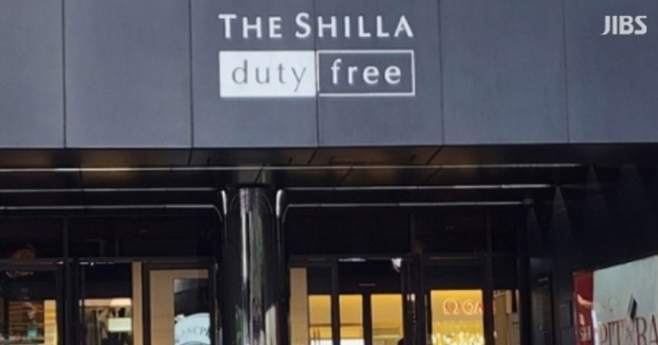 JIBS
THE SHILLA
duty free